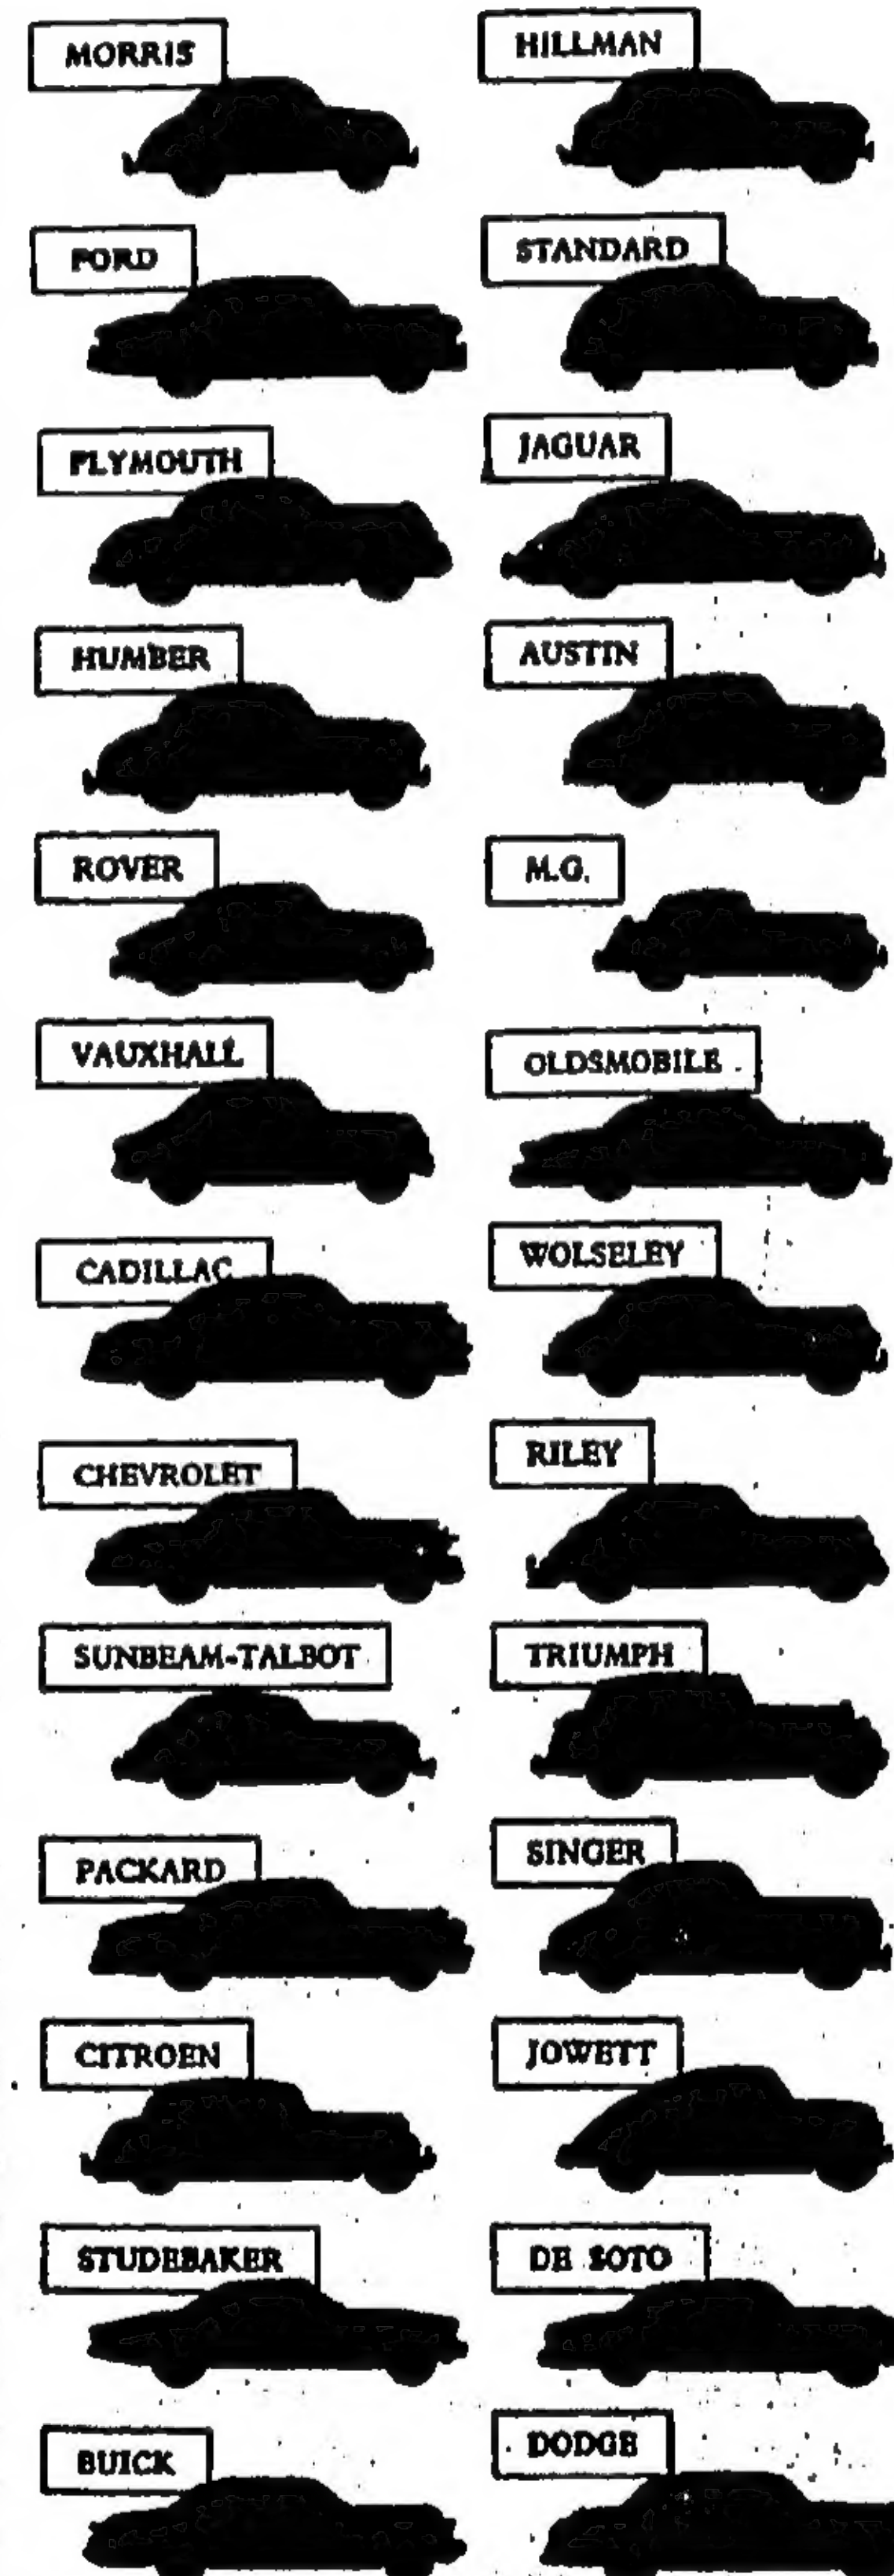 MORRIS
HILLMAN
FORD
STANDARD
PLYMOUTH
JAGUAR
HUMBER
AUSTIN
ROVER
M.G.
VAUXHALL
OLDSMOBILE
CADILLAC
WOLSELEY
CHEVROLET
RILEY
SUNBEAM-TALBOT
TRIUMPH
PACKARD
SINGER
CITROEN
JOWETT
STUDEBAKER
DE SOTO
BUICK
DODGE